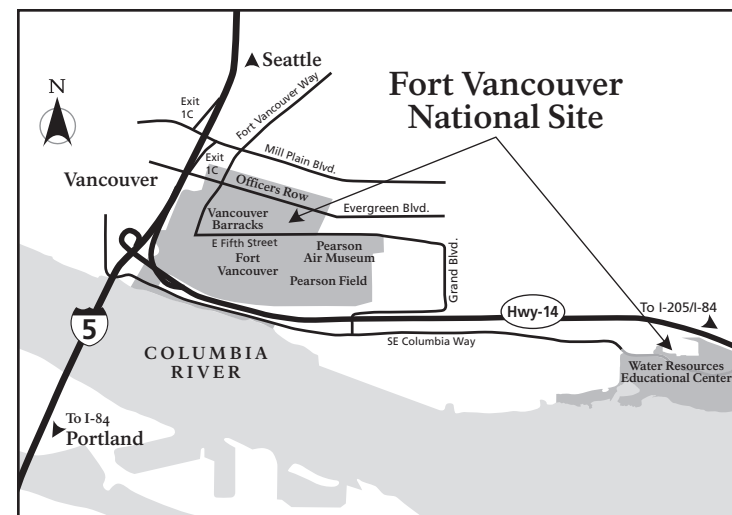 Seattle
Fort Vancouver
National Site
N
Exit
1C
Fort Vancouver Way
Mill Plain Blvd.
Exit
1C
Vancouver
Officers Row
Vancouver
Barracks
Evergreen Blvd.
E Fifth Street
Fort
Vancouver
Pearson
Air Museum
Pearson Field
Grand Blvd.
Hwy-14
To I-205/I-84
5
SE Columbia Way
COLUMBIA
RIVER
Water Resources
Educational Center
To I-84
Portland